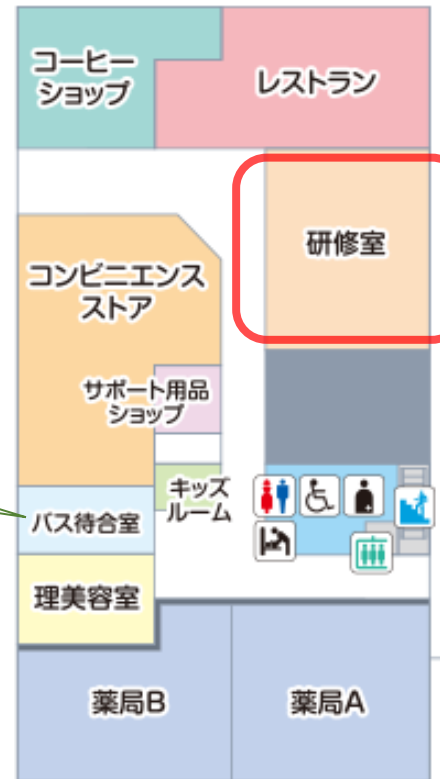 コーヒー
ショップ
レストラン
研修室
コンビニエンス
ストア
サポート用品
ショップ
キッズ
ルーム
バス待合室
理美容室
薬局B
薬局A